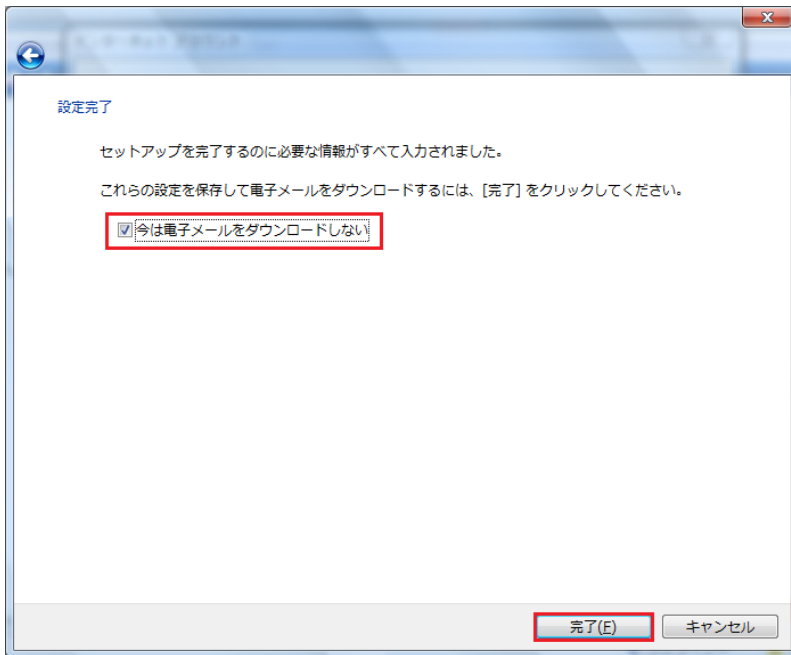 設定完了
セットアップを完了するのに必要な情報がすべて入力されました。
これらの設定を保存して電子メールをダウンロードするには、[完了] をクリックしてください。
今は電子メールをダウンロードしない
完了(F)
キャンセル